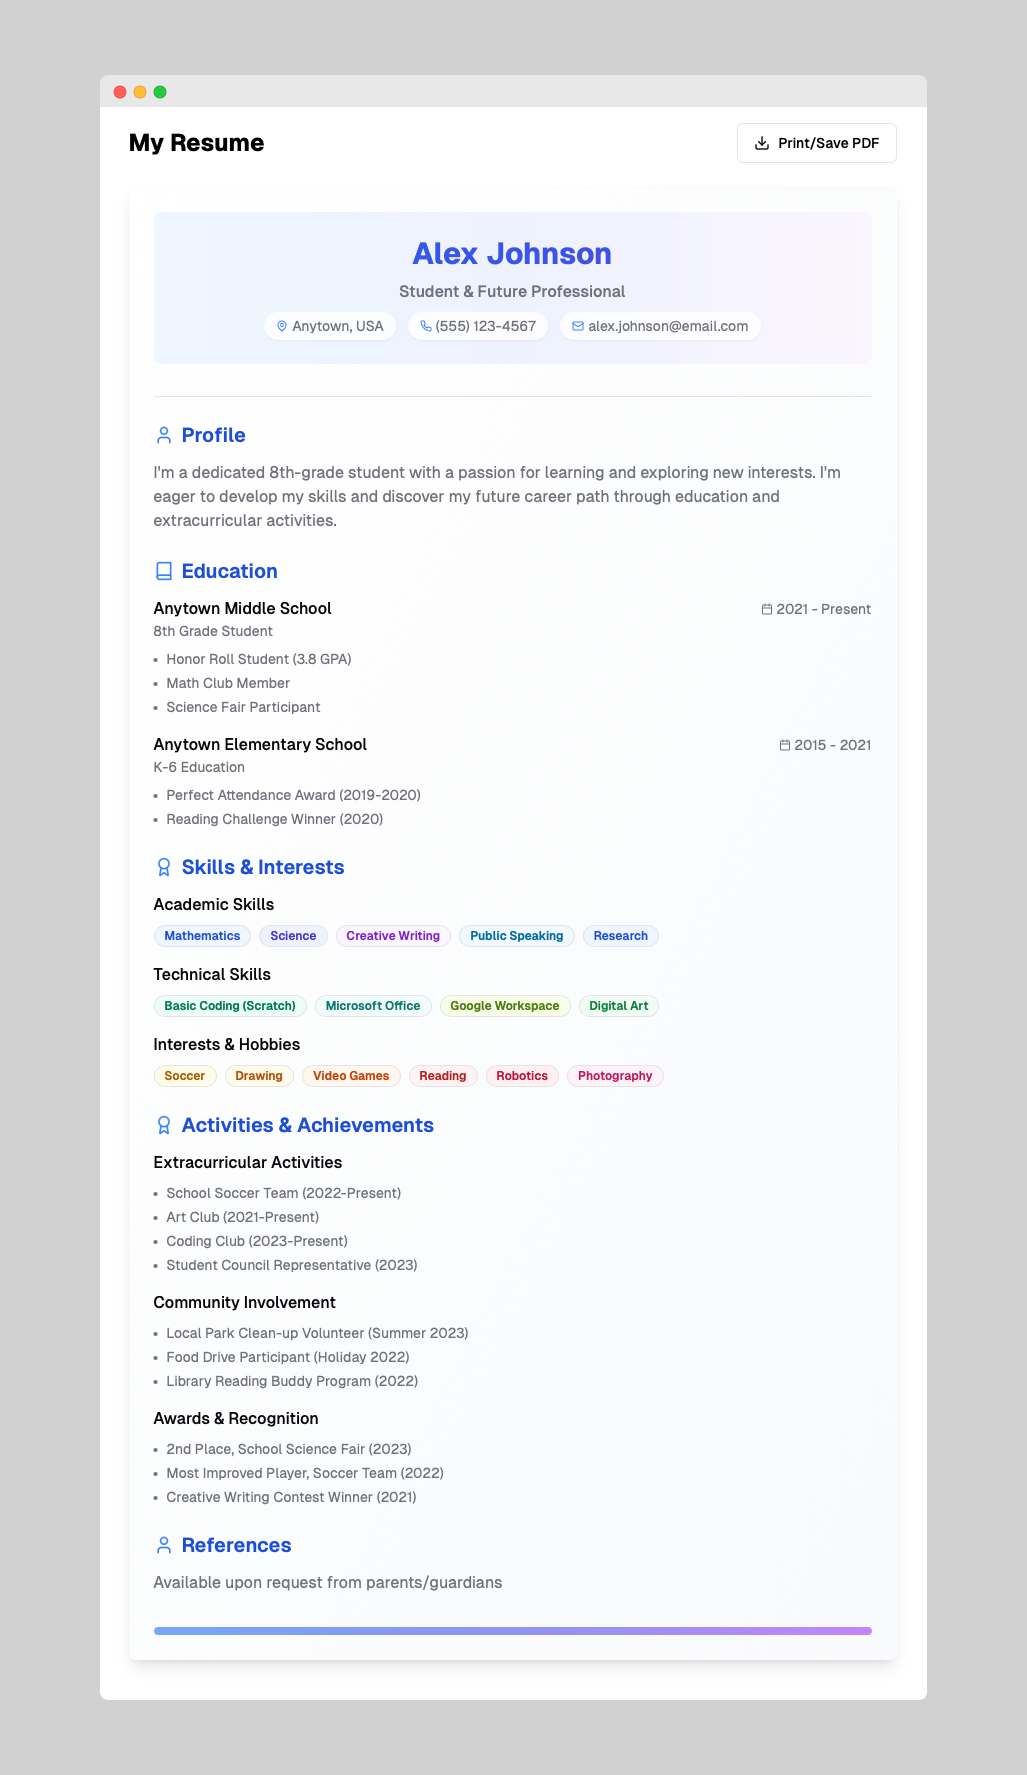 My Resume
Print/Save PDF
Alex Johnson
Student & Future Professional
Anytown, USA
(555) 123-4567
alex.johnson@email.com
Profile
I'm a dedicated 8th-grade student with a passion for learning and exploring new interests. I'm
eager to develop my skills and discover my future career path through education and
extracurricular activities.
Education
Anytown Middle School
2021 - Present
8th Grade Student
• Honor Roll Student (3.8 GPA)
• Math Club Member
• Science Fair Participant
Anytown Elementary School
2015 - 2021
K-6 Education
• Perfect Attendance Award (2019-2020)
• Reading Challenge Winner (2020)
Skills & Interests
Academic Skills
Mathematics Science Creative Writing Public Speaking Research
Technical Skills
Basic Coding (Scratch) Microsoft Office Google Workspace Digital Art
Interests & Hobbies
Soccer Drawing Video Games Reading Robotics Photography
Activities & Achievements
Extracurricular Activities
• School Soccer Team (2022-Present)
• Art Club (2021-Present)
• Coding Club (2023-Present)
• Student Council Representative (2023)
Community Involvement
• Local Park Clean-up Volunteer (Summer 2023)
• Food Drive Participant (Holiday 2022)
• Library Reading Buddy Program (2022)
Awards & Recognition
• 2nd Place, School Science Fair (2023)
• Most Improved Player, Soccer Team (2022)
• Creative Writing Contest Winner (2021)
References
Available upon request from parents/guardians